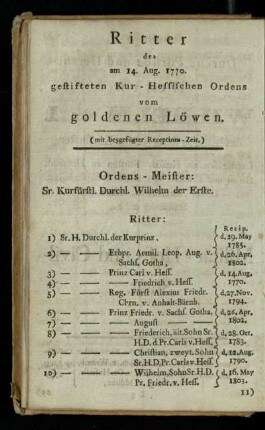 Ritter
des
am 14. Aug. 1770.
gestifteten Kur - Hessischen Ordens
vom
goldenen Löwen.
(mit beygefügter Receptions-Zeit.)
Ordens - Meister:
Sr. Kurfürstl. Durchl. Wilhelm der Erste.
Ritter:
Recip.
1) Sr. H. Durchl. der Kurprinz, d. 29. May 1785.
2) — — Erbpr. Aemil. Leop. Aug. v. d. 26. Apr.
Sachs. Gotha, 1802.
3) — — Prinz Carl v. Hess. d. 14. Aug.
4) — — Friedrich v. Hess. 1770.
5) — — Reg. Fürst Alexius Friedr. d. 27. Nov.
Chrn. v. Anhalt-Bärnb. 1794.
6) — — Prinz Friedr. v. Sachs. Gotha, d. 26. Apr.
7) — — August — — 1802.
8) — — Friederich, ält. Sohn Sr. d. 28. Oct.
H. D. d. Pr. Carls v. Hess. 1783.
9) — — Christian, zweyt. Sohn d. 12. Aug.
Sr. H. D. Pr. Carls v. Hess. 1790.
10) — — Wilhelm, Sohn Sr. H. D. d. 16. May
Pr. Friedr. v. Hess. 1803.
11)